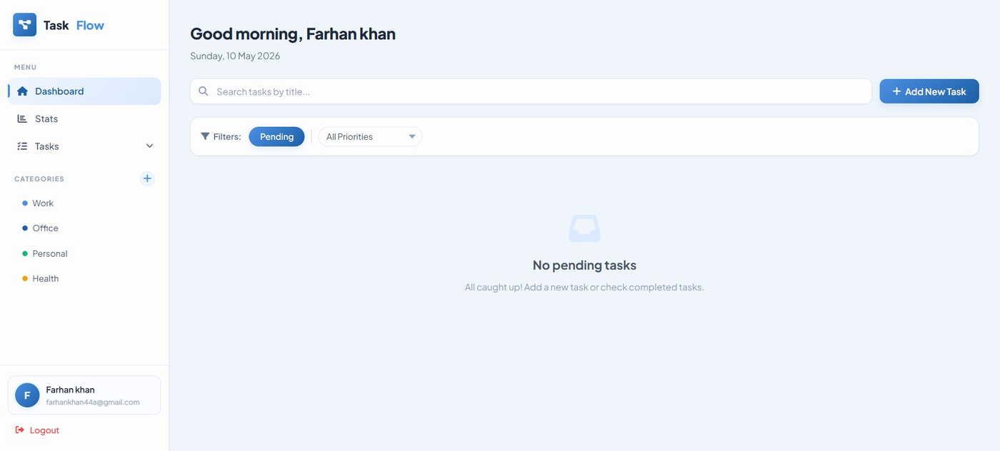 Task Flow
MENU
Dashboard
Stats
Tasks
CATEGORIES
Work
Office
Personal
Health
F
Farhan khan
farhankhan44a@gmail.com
Logout
Good morning, Farhan khan
Sunday, 10 May 2026
Search tasks by title...
Add New Task
Filters: Pending All Priorities
No pending tasks
All caught up! Add a new task or check completed tasks.